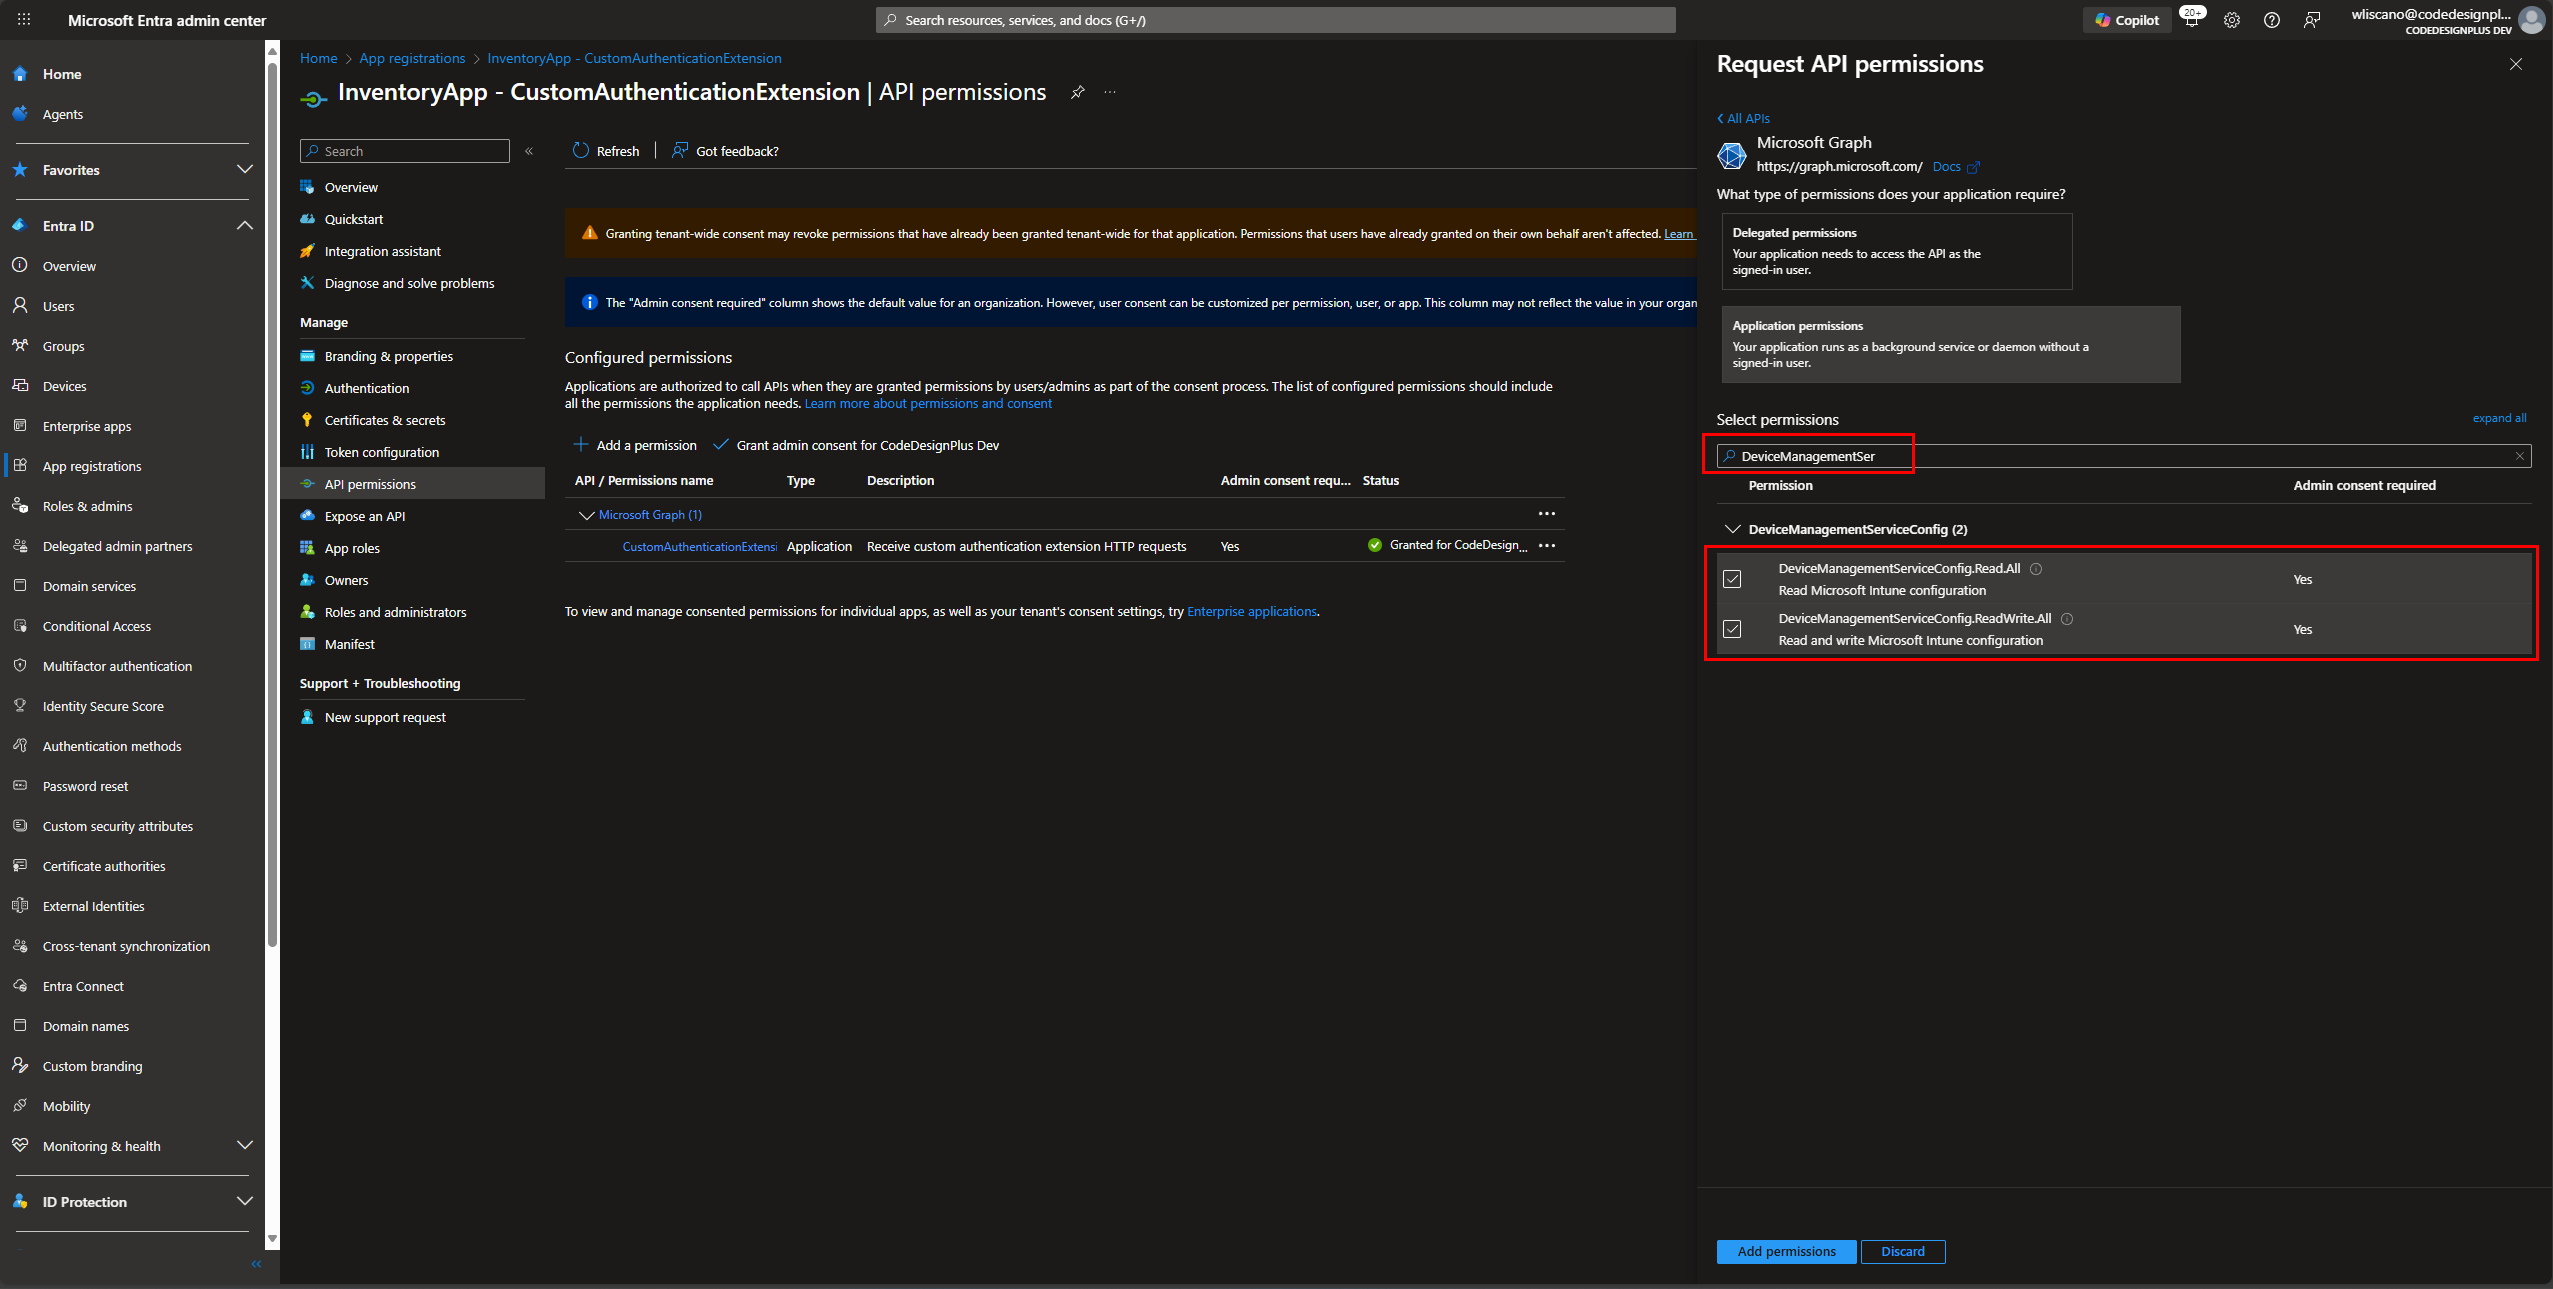 Microsoft Entra admin center
Search resources, services, and docs (G+/)
Copilot
20+
wliscano@codedesignpl...
CODEDESIGNPLUS DEV
Home
Agents
Favorites
Entra ID
Overview
Users
Groups
Devices
Enterprise apps
App registrations
Roles & admins
Delegated admin partners
Domain services
Conditional Access
Multifactor authentication
Identity Secure Score
Authentication methods
Password reset
Custom security attributes
Certificate authorities
External Identities
Cross-tenant synchronization
Entra Connect
Domain names
Custom branding
Mobility
Monitoring & health
ID Protection
Home > App registrations > InventoryApp - CustomAuthenticationExtension
InventoryApp - CustomAuthenticationExtension | API permissions
Search
Overview
Quickstart
Integration assistant
Diagnose and solve problems
Manage
Branding & properties
Authentication
Certificates & secrets
Token configuration
API permissions
Expose an API
App roles
Owners
Roles and administrators
Manifest
Support + Troubleshooting
New support request
Refresh
Got feedback?
Granting tenant-wide consent may revoke permissions that have already been granted tenant-wide for that application. Permissions that users have already granted on their own behalf aren't affected. Learn
The "Admin consent required" column shows the default value for an organization. However, user consent can be customized per permission, user, or app. This column may not reflect the value in your organ
Configured permissions
Applications are authorized to call APIs when they are granted permissions by users/admins as part of the consent process. The list of configured permissions should include
all the permissions the application needs. Learn more about permissions and consent
Add a permission
Grant admin consent for CodeDesignPlus Dev
API / Permissions name Type Description Admin consent requ... Status
Microsoft Graph (1)
CustomAuthenticationExtensi Application Receive custom authentication extension HTTP requests Yes Granted for CodeDesign...
To view and manage consented permissions for individual apps, as well as your tenant's consent settings, try Enterprise applications.
Request API permissions
All APIs
Microsoft Graph
https://graph.microsoft.com/ Docs
What type of permissions does your application require?
Delegated permissions
Your application needs to access the API as the
signed-in user.
Application permissions
Your application runs as a background service or daemon without a
signed-in user.
Select permissions
expand all
DeviceManagementSer
Permission Admin consent required
DeviceManagementServiceConfig (2)
DeviceManagementServiceConfig.Read.All
Read Microsoft Intune configuration
Yes
DeviceManagementServiceConfig.ReadWrite.All
Read and write Microsoft Intune configuration
Yes
Add permissions
Discard